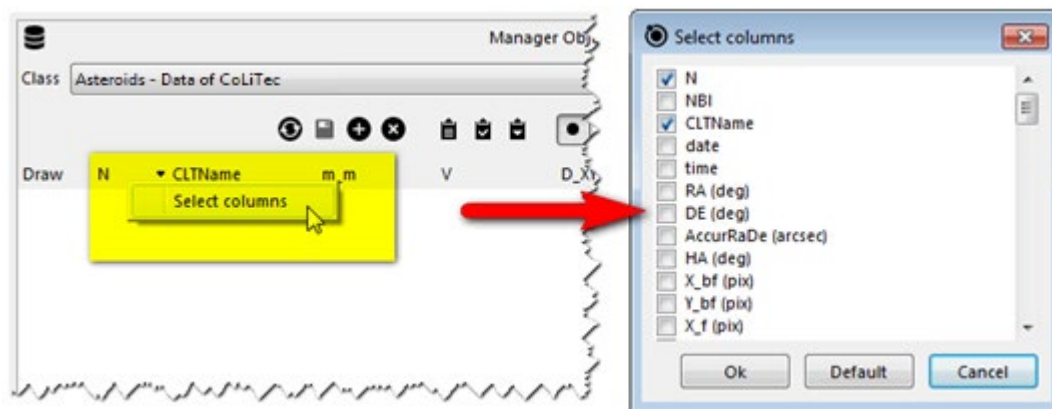 Manager Obj
Class Asteroids - Data of CoLiTec
Draw N CLTName m_m V D_X
Select columns
Select columns
N
NBI
CLTName
date
time
RA (deg)
DE (deg)
AccurRaDe (arcsec)
HA (deg)
X_bf (pix)
Y_bf (pix)
X_f (pix)
Ok Default Cancel